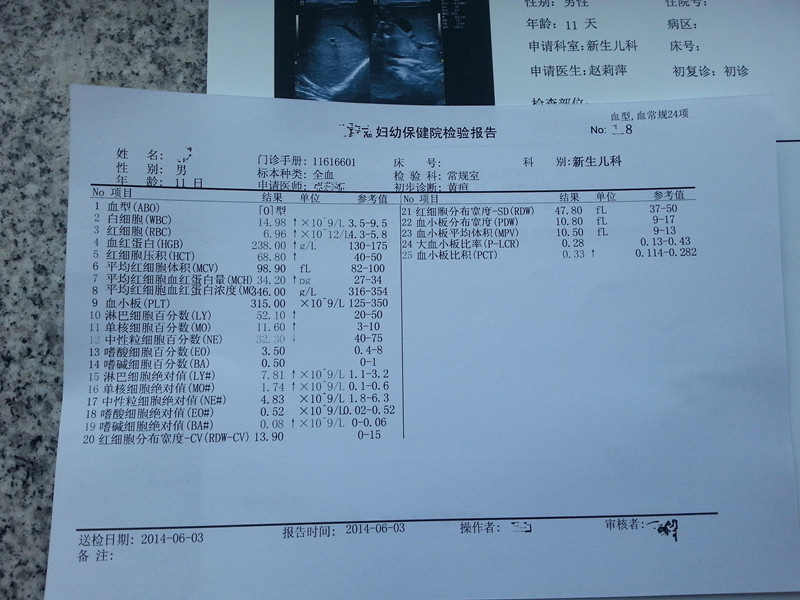 性别: 男性 住院号:
年龄: 11 天 病区:
申请科室: 新生儿科 床号:
申请医生: 赵莉萍 初复诊: 初诊
检查部位:
血型,血常规24项
妇幼保健院检验报告
No: 8
姓 名:
门诊手册: 11616601 床 号: 科 别: 新生儿科
性 别: 男 标本种类: 全血 检 验 科: 常规室
年 龄: 11 日 申请医师: 初步诊断: 黄疸
No 项目 结果 单位 参考值
1 血型(ABO) 「O」型
2 白细胞(WBC) 14.98 ↑ ×10^9/L 3.5-9.5
3 红细胞(RBC) 6.96 ↑ ×10^12/L 4.3-5.8
4 血红蛋白(HGB) 238.00 ↑ g/L 130-175
5 红细胞压积(HCT) 68.80 ↑ 40-50
6 平均红细胞体积(MCV) 98.90 fL 82-100
7 平均红细胞血红蛋白量(MCH) 34.20 ↑ pg 27-34
8 平均红细胞血红蛋白浓度(MC 346.00 g/L 316-354
9 血小板(PLT) 315.00 ×10^9/L 125-350
10 淋巴细胞百分数(LY) 52.10 ↑ 20-50
11 单核细胞百分数(MO) 11.60 ↑ 3-10
12 中性粒细胞百分数(NE) 32.30 ↓ 40-75
13 嗜酸细胞百分数(EO) 3.50 0.4-8
14 嗜碱细胞百分数(BA) 0.50 0-1
15 淋巴细胞绝对值(LY#) 7.81 ↑ ×10^9/L 1.1-3.2
16 单核细胞绝对值(MO#) 1.74 ↑ ×10^9/L 0.1-0.6
17 中性粒细胞绝对值(NE#) 4.83 ×10^9/L 1.8-6.3
18 嗜酸细胞绝对值(EO#) 0.52 ×10^9/L 0.02-0.52
19 嗜碱细胞绝对值(BA#) 0.08 ↑ ×10^9/L 0-0.06
20 红细胞分布宽度-CV(RDW-CV) 13.90 0-15
No 项目 结果 单位 参考值
21 红细胞分布宽度-SD(RDW) 47.80 fL 37-50
22 血小板分布宽度(PDW) 10.80 fL 9-17
23 血小板平均体积(MPV) 10.50 fL 9-13
24 大血小板比率(P-LCR) 0.28 0.13-0.43
25 血小板比积(PCT) 0.33 ↑ 0.114-0.282
送检日期: 2014-06-03 报告时间: 2014-06-03 操作者: 审核者:
备 注: